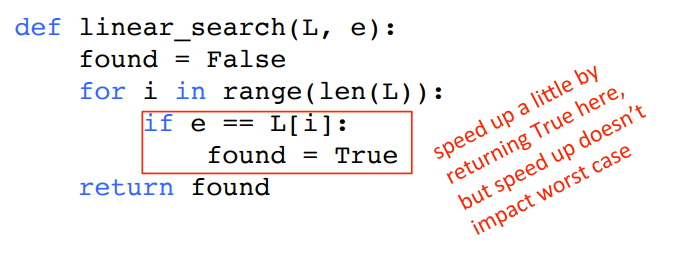 def linear_search(L, e):
    found = False
    for i in range(len(L)):
        if e == L[i]:
            found = True
    return found
speed up a little by
returning True here,
but speed up doesn't
impact worst case